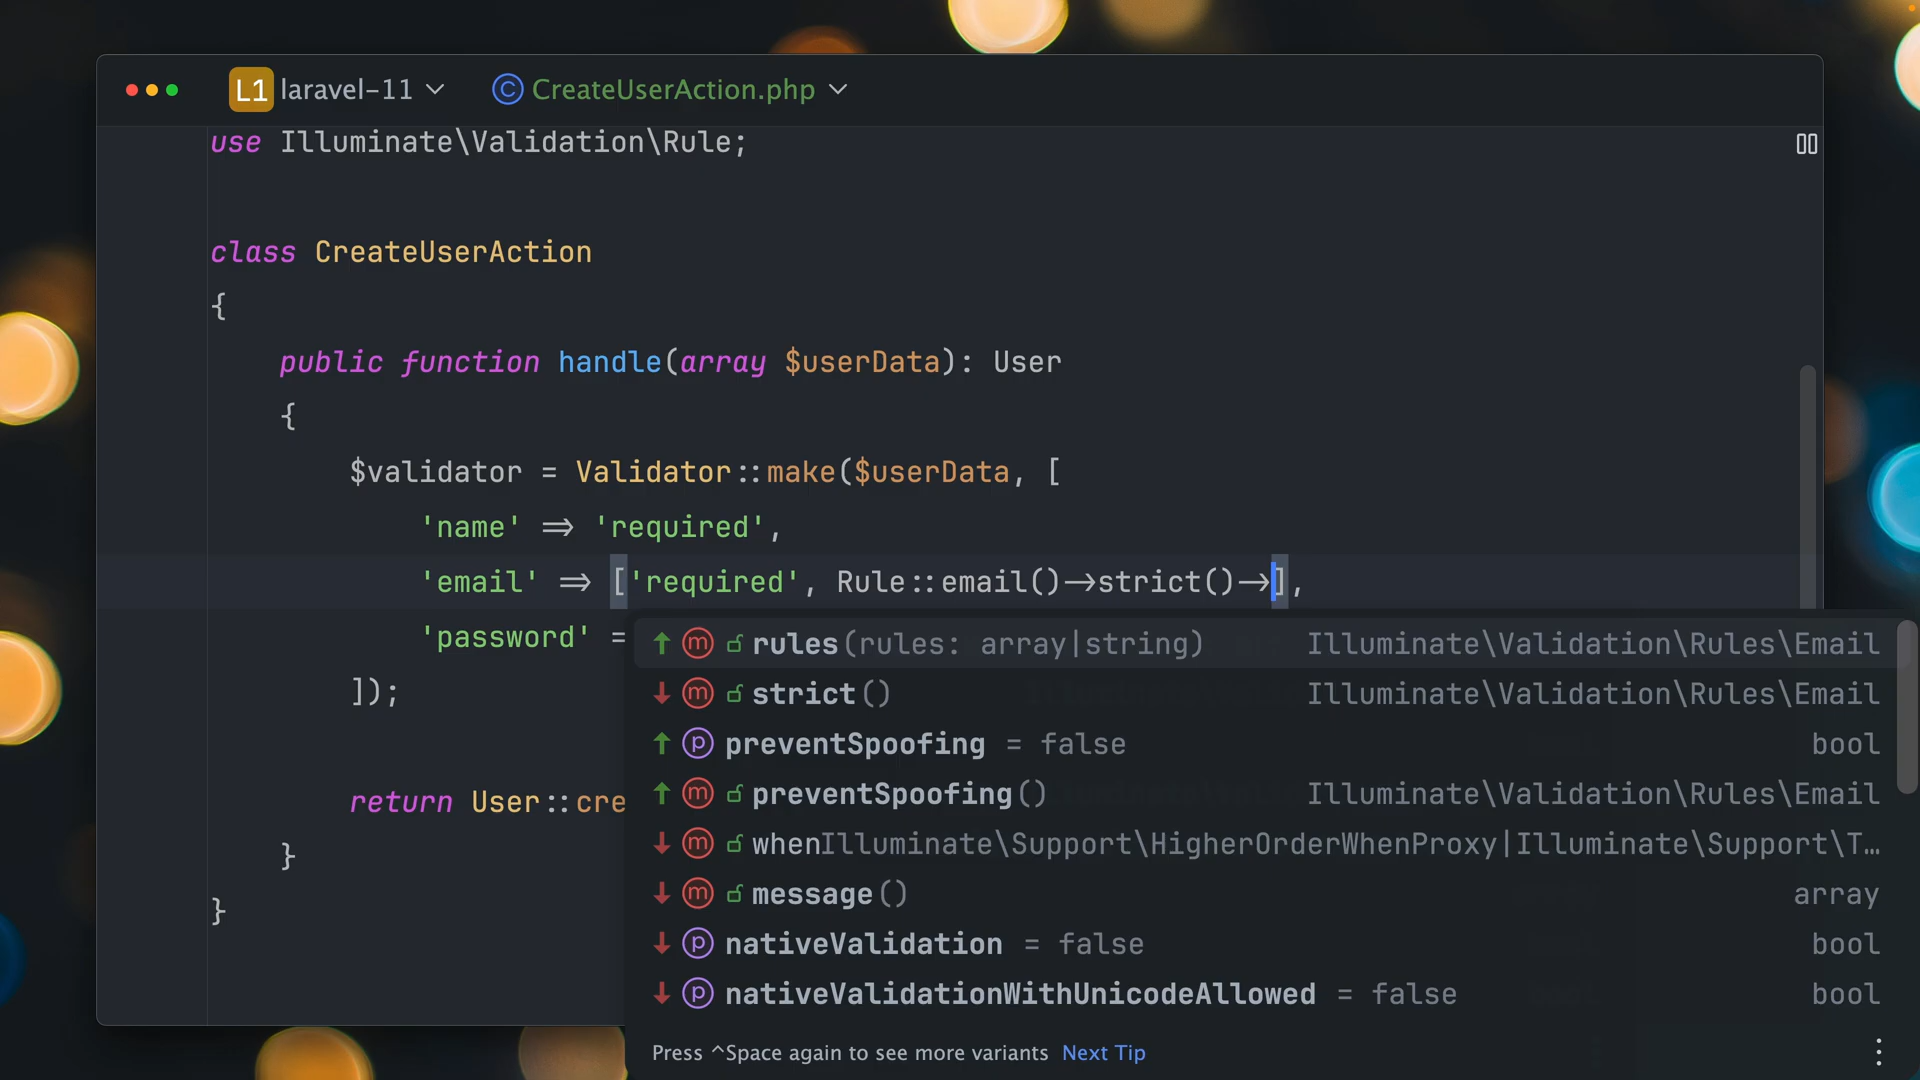 L1 laravel-11 CreateUserAction.php
use Illuminate\Validation\Rule;
class CreateUserAction
{
public function handle(array $userData): User
{
$validator = Validator::make($userData, [
'name' => 'required',
'email' => ['required', Rule::email()->strict()->],
'password' =
]);
return User::cre
}
}
rules(rules: array|string) Illuminate\Validation\Rules\Email
strict() Illuminate\Validation\Rules\Email
preventSpoofing = false bool
preventSpoofing() Illuminate\Validation\Rules\Email
whenIlluminate\Support\HigherOrderWhenProxy|Illuminate\Support\T…
message() array
nativeValidation = false bool
nativeValidationWithUnicodeAllowed = false bool
Press ^Space again to see more variants Next Tip